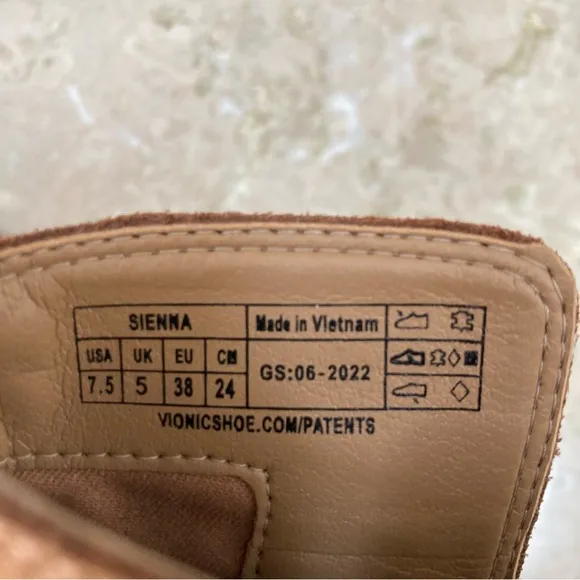 SIENNA Made in Vietnam
USA UK EU CM
7.5 5 38 24 GS:06-2022
VIONICSHOE.COM/PATENTS